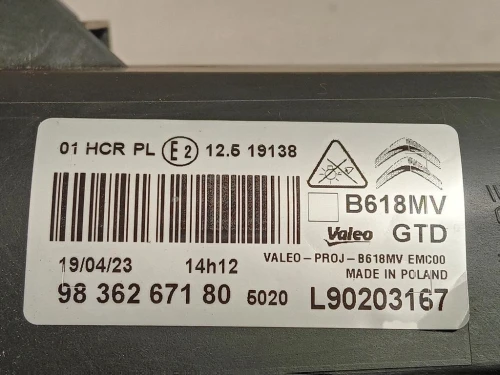 01 HCR PL E2 12.5 19138
B618MV
Valeo GTD
19/04/23 14h12
VALEO-PROJ-B618MV EMC00
MADE IN POLAND
98 362 671 80 5020 L90203167